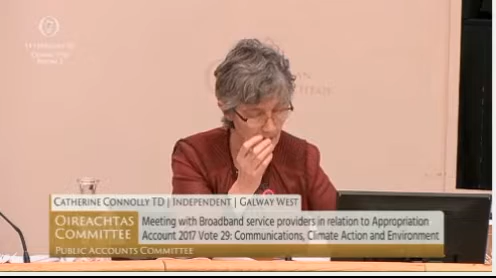 CATHERINE CONNOLLY TD | INDEPENDENT | GALWAY WEST
OIREACHTAS
COMMITTEE
Meeting with Broadband service providers in relation to Appropriation
Account 2017 Vote 29: Communications, Climate Action and Environment
PUBLIC ACCOUNTS COMMITTEE